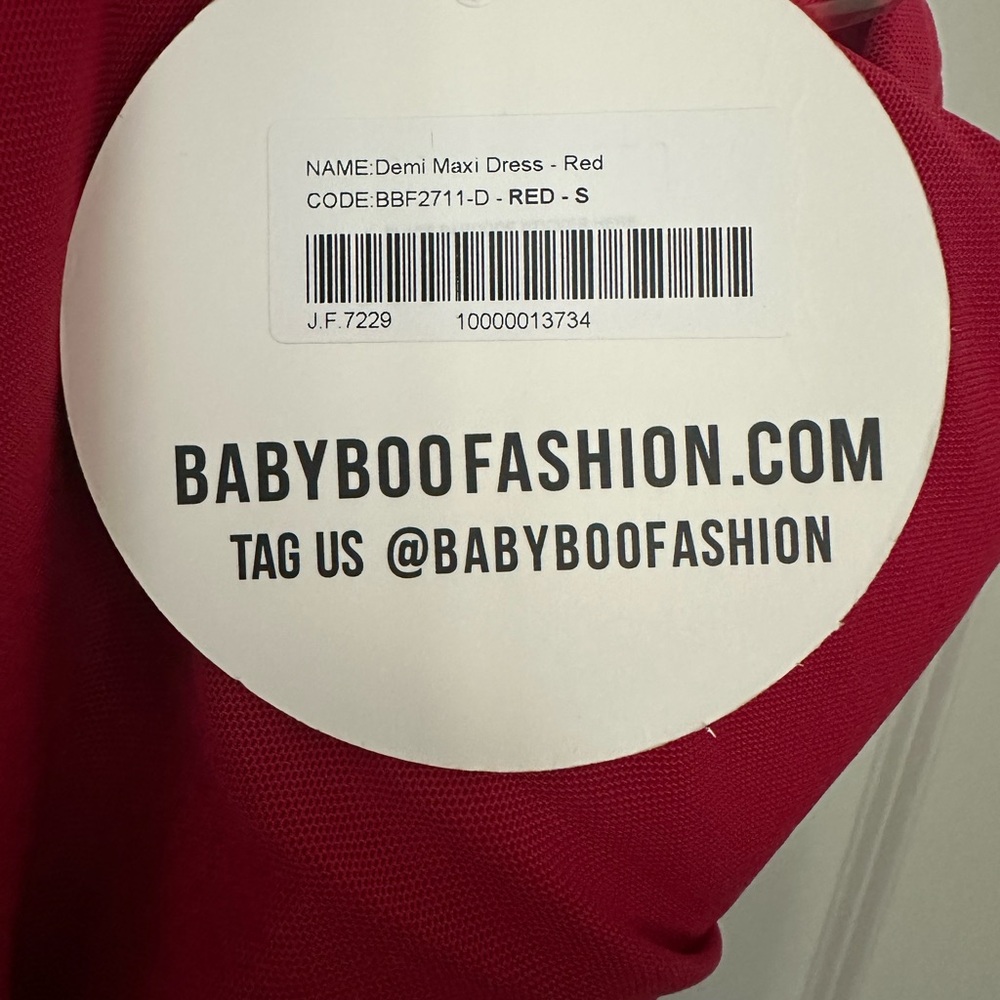 NAME:Demi Maxi Dress - Red
CODE:BBF2711-D - RED - S
J.F.7229 10000013734
BABYBOOFASHION.COM
TAG US @BABYBOOFASHION